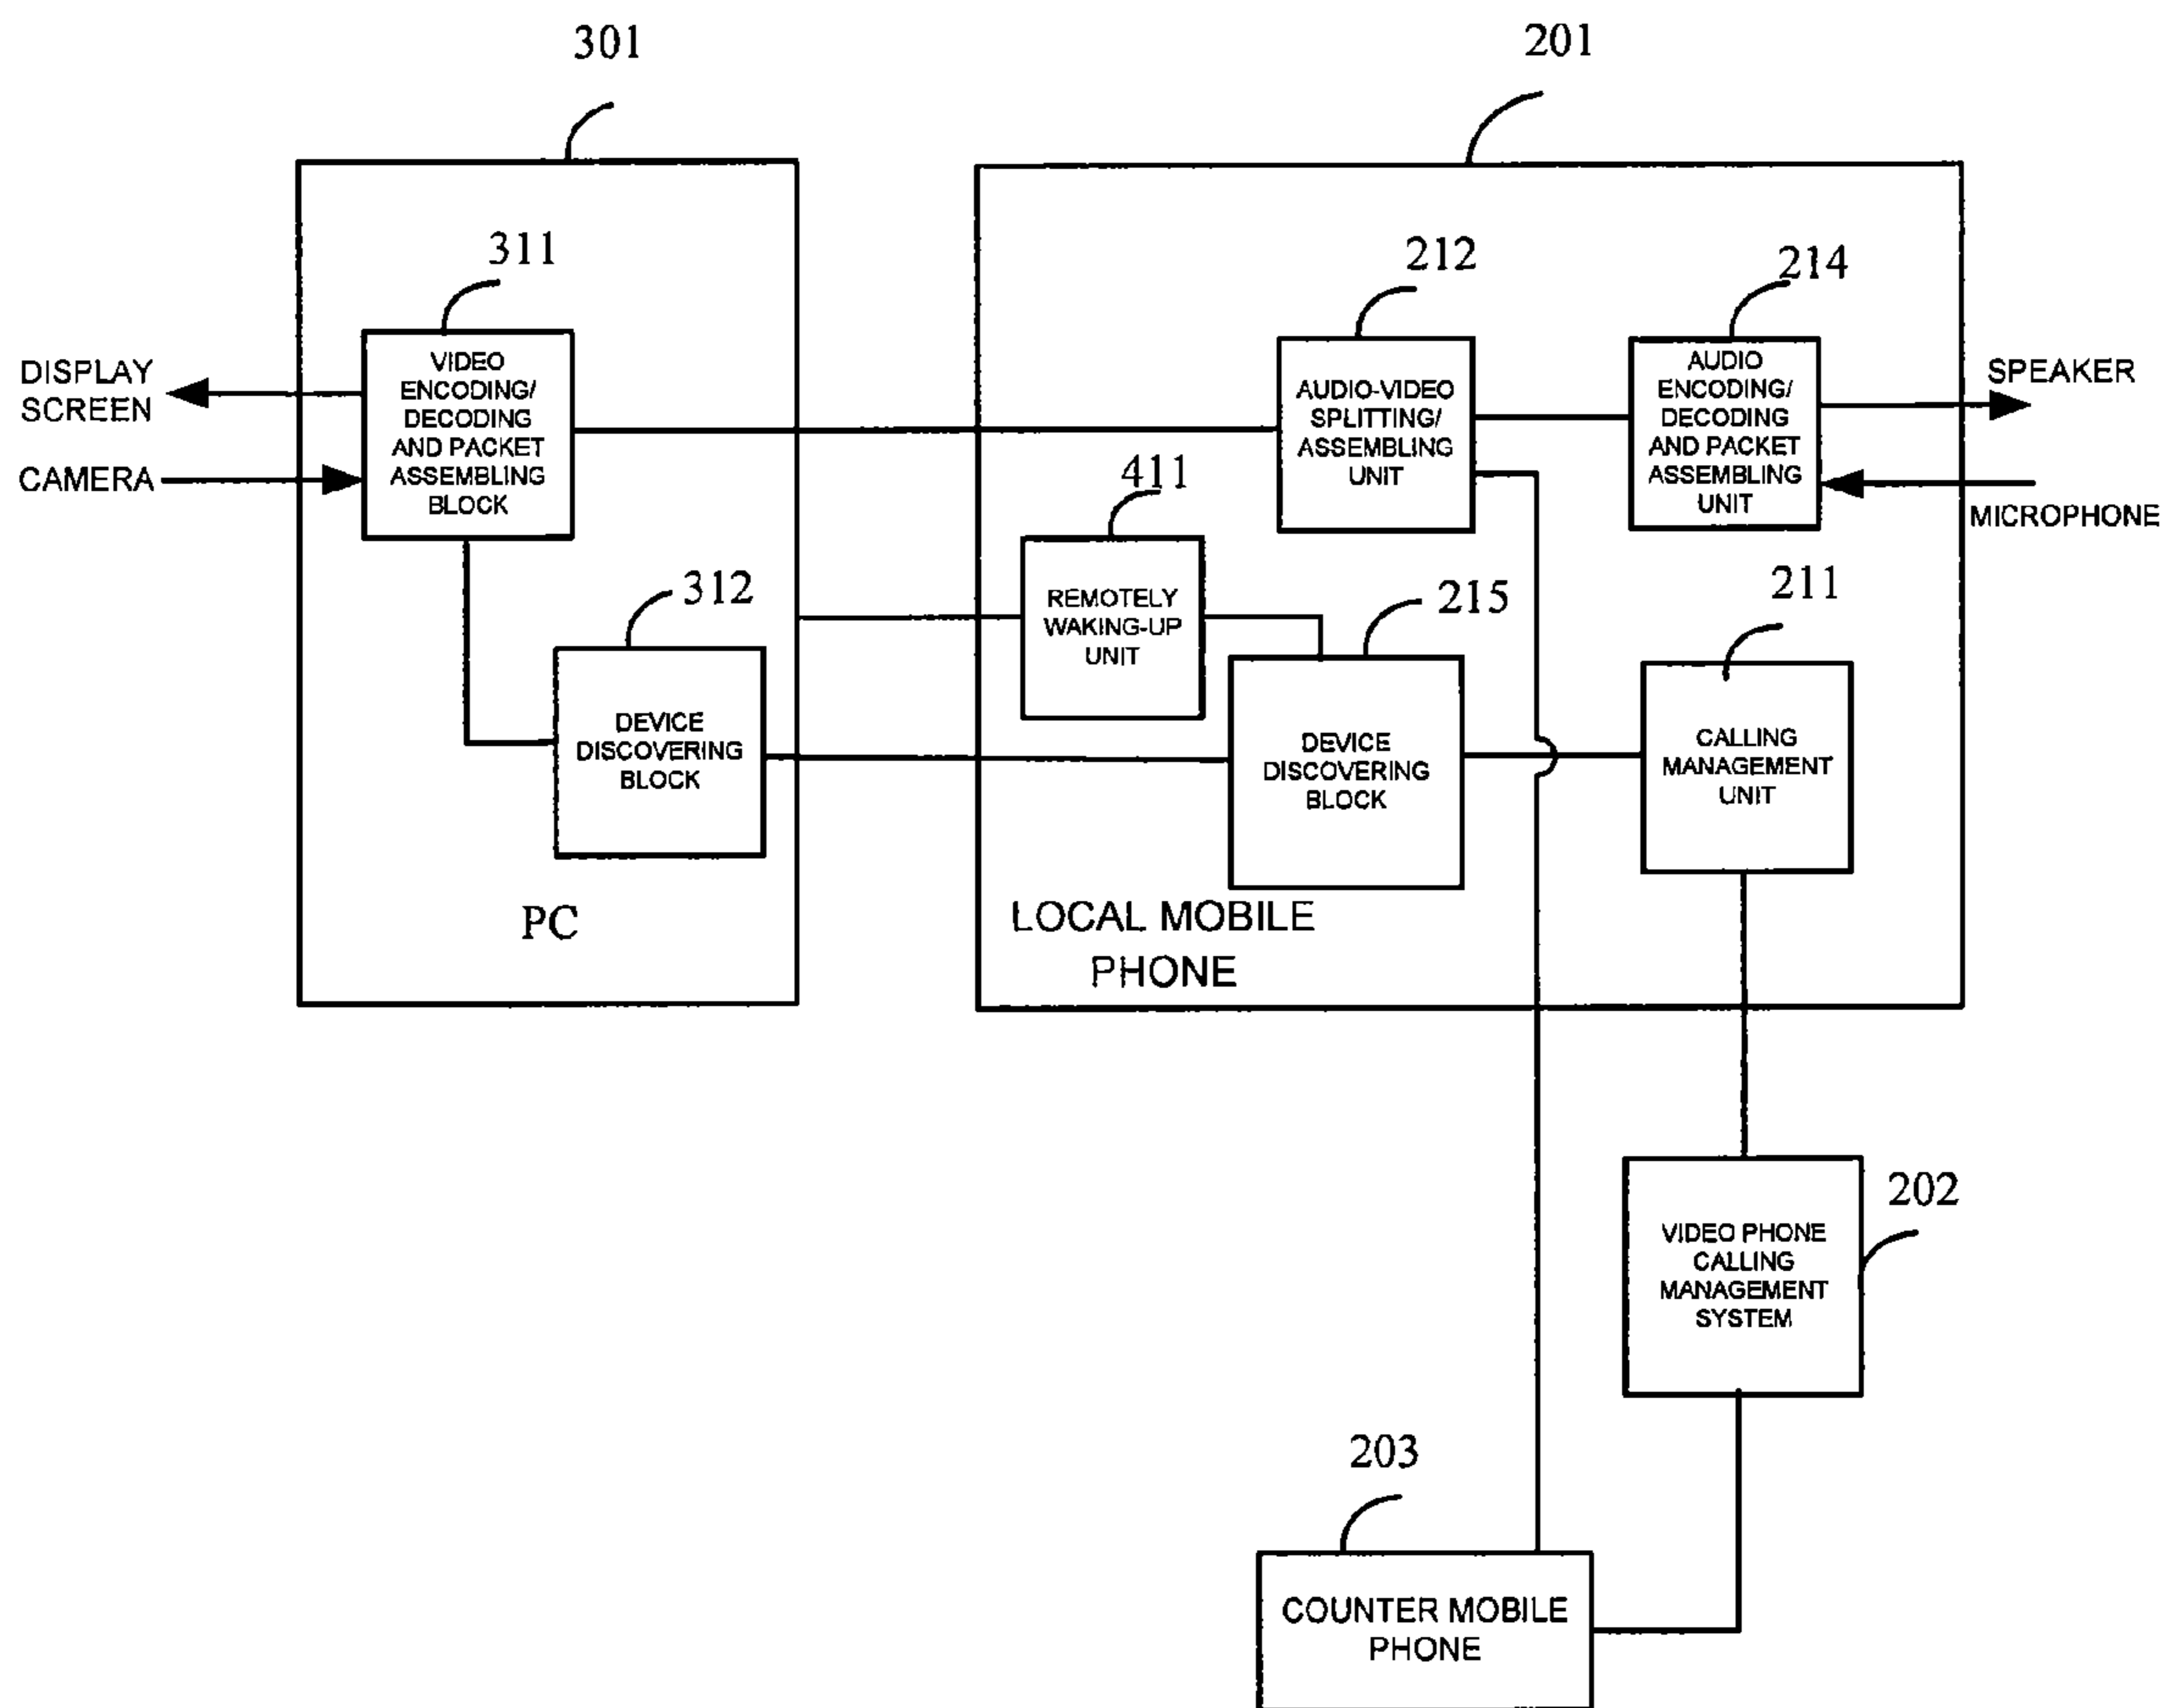 301
201
311
212
214
DISPLAY
SCREEN
CAMERA
VIDEO
ENCODING/
DECODING
AND PACKET
ASSEMBLING
BLOCK
AUDIO-VIDEO
SPLITTING/
ASSEMBLING
UNIT
AUDIO
ENCODING/
DECODING
AND PACKET
ASSEMBLING
UNIT
SPEAKER
MICROPHONE
411
312
215
211
REMOTELY
WAKING-UP
UNIT
DEVICE
DISCOVERING
BLOCK
DEVICE
DISCOVERING
BLOCK
CALLING
MANAGEMENT
UNIT
PC
LOCAL MOBILE
PHONE
202
VIDEO PHONE
CALLING
MANAGEMENT
SYSTEM
203
COUNTER MOBILE
PHONE